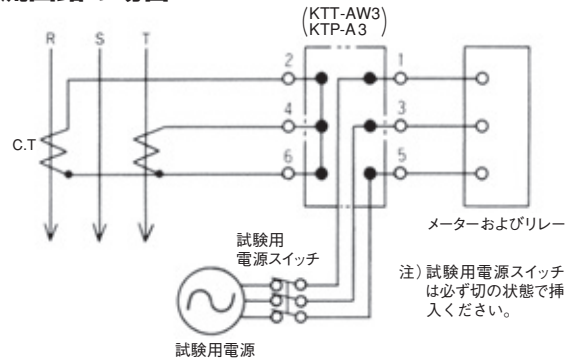 (KTT-AW3
KTP-A3)
R S T
2 1
4 3
C.T
6 5
メーターおよびリレー
試験用
電源スイッチ
注)試験用電源スイッチ
は必ず切の状態で挿
入ください。
試験用電源